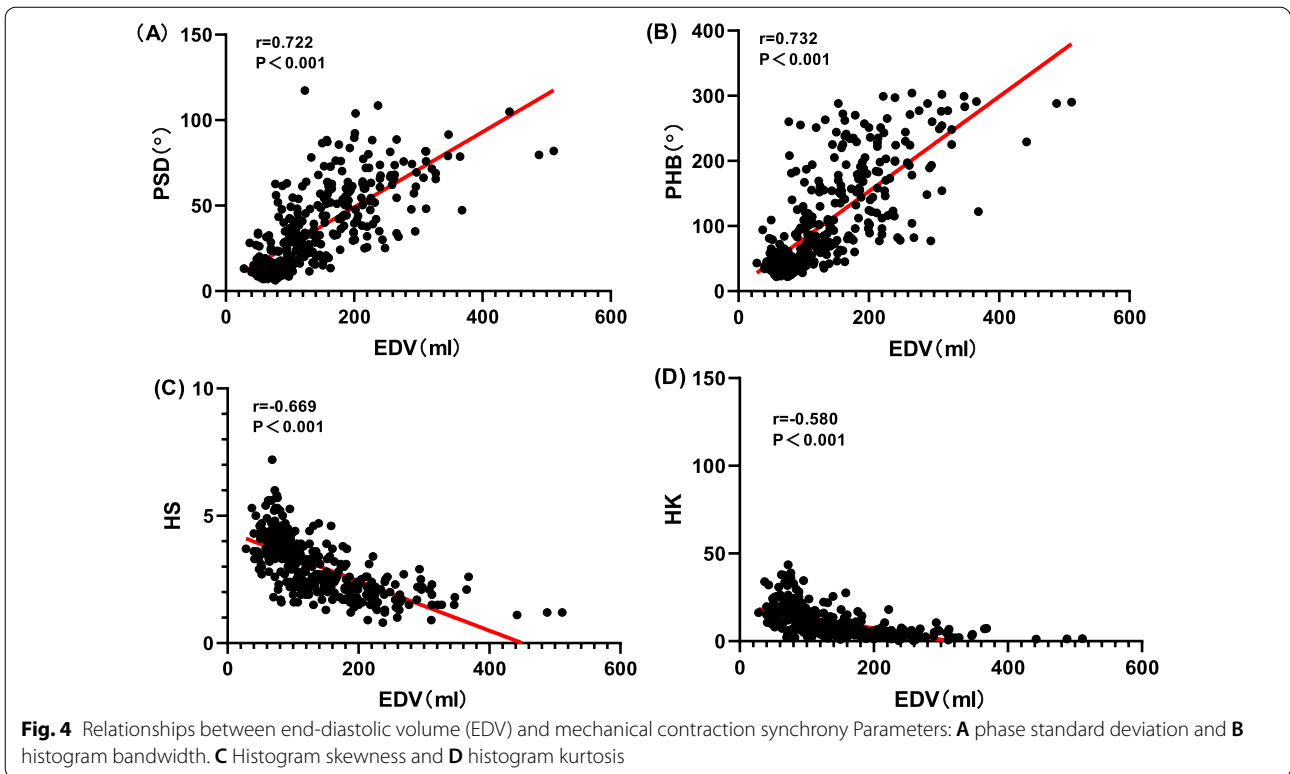 (A)
r=0.722
P＜0.001
PSD(°)
150
100
50
0
0 200 400 600
EDV(ml)
(B)
r=0.732
P＜0.001
PHB(°)
400
300
200
100
0
0 200 400 600
EDV(ml)
(C)
r=-0.669
P＜0.001
HS
10
5
0
0 200 400 600
EDV(ml)
(D)
r=-0.580
P＜0.001
HK
150
100
50
0
0 200 400 600
EDV(ml)
Fig. 4 Relationships between end-diastolic volume (EDV) and mechanical contraction synchrony Parameters: A phase standard deviation and B
histogram bandwidth. C Histogram skewness and D histogram kurtosis